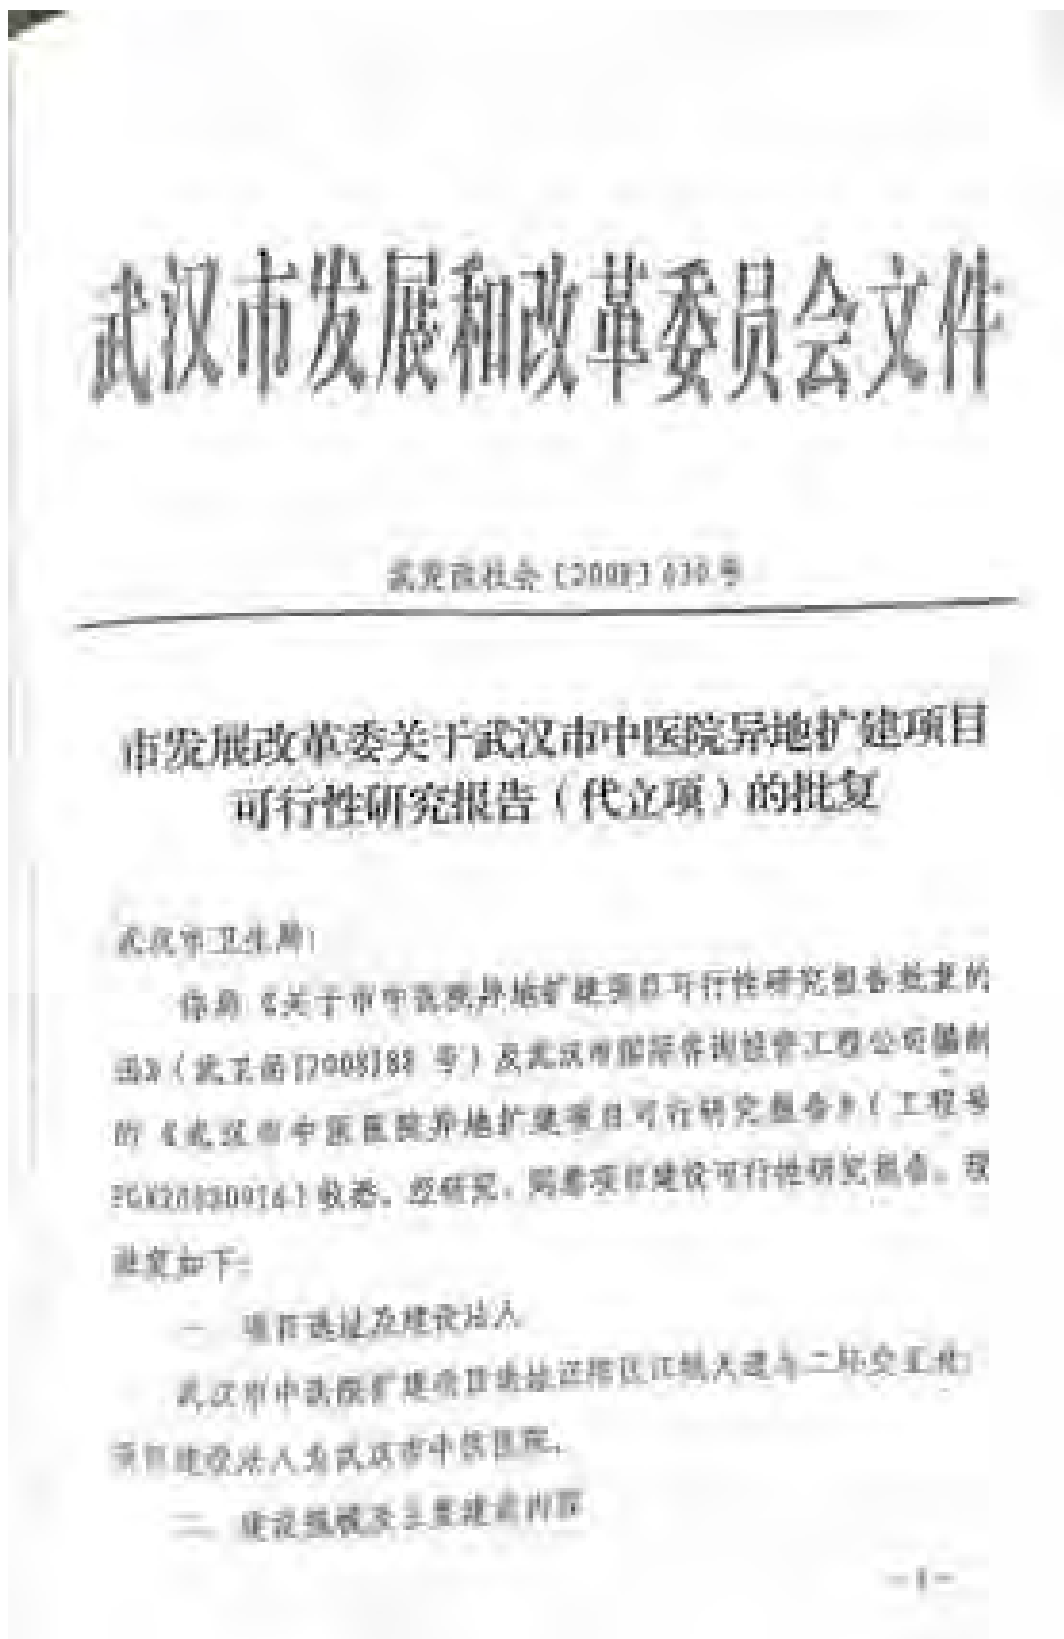 武汉市发展和改革委员会文件
武发改社会〔2008〕630号
市发展改革委关于武汉市中医院异地扩建项目
可行性研究报告（代立项）的批复
武汉市卫生局：
你局《关于市中医院异地扩建项目可行性研究报告批复的
函》（武卫函[2008]88 号）及武汉市国际咨询经营工程公司编制
的《武汉市中医医院异地扩建项目可行研究报告》（工程号
收悉。经研究，同意项目建设可行性研究报告。现
批复如下：
一、项目选址及建设法人
武汉市中医院扩建项目选址汉阳区江城大道与二环交汇处；
项目建设法人为武汉市中医医院。
二、建设规模及主要建设内容
－1－